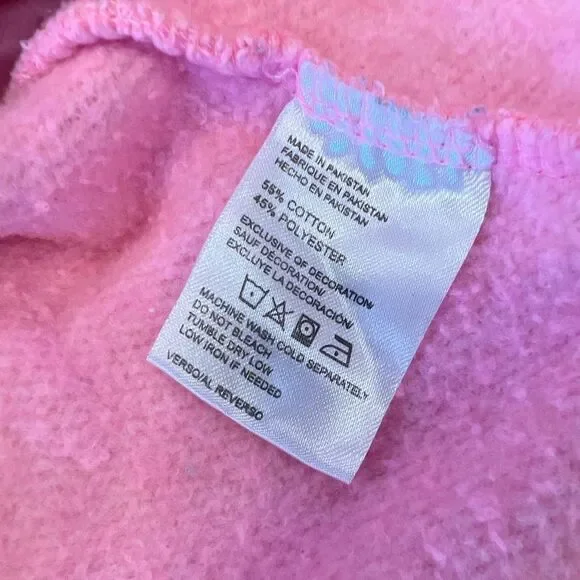 MADE IN PAKISTAN
FABRIQUE EN PAKISTAN
HECHO EN PAKISTAN
55% COTTON
45% POLYESTER
EXCLUSIVE OF DECORATION/
SAUF DÉCORATION/
EXCLUYE LA DECORACIÓN/
MACHINE WASH COLD SEPARATELY
DO NOT BLEACH
TUMBLE DRY LOW
LOW IRON IF NEEDED
VERSO/AL REVERSO